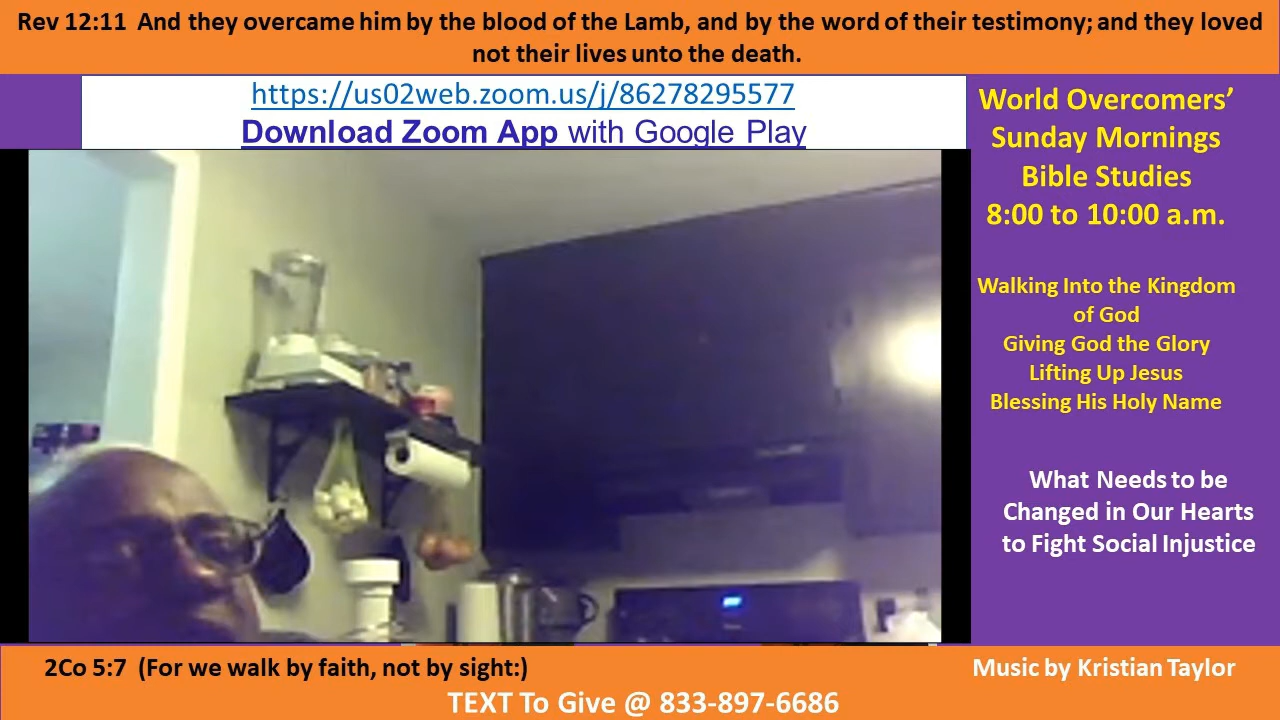 Rev 12:11  And they overcame him by the blood of the Lamb, and by the word of their testimony; and they loved
not their lives unto the death.
https://us02web.zoom.us/j/86278295577
Download Zoom App with Google Play
World Overcomers’
Sunday Mornings
Bible Studies
8:00 to 10:00 a.m.
Walking Into the Kingdom
of God
Giving God the Glory
Lifting Up Jesus
Blessing His Holy Name
What Needs to be
Changed in Our Hearts
to Fight Social Injustice
2Co 5:7  (For we walk by faith, not by sight:)
Music by Kristian Taylor
TEXT To Give @ 833-897-6686